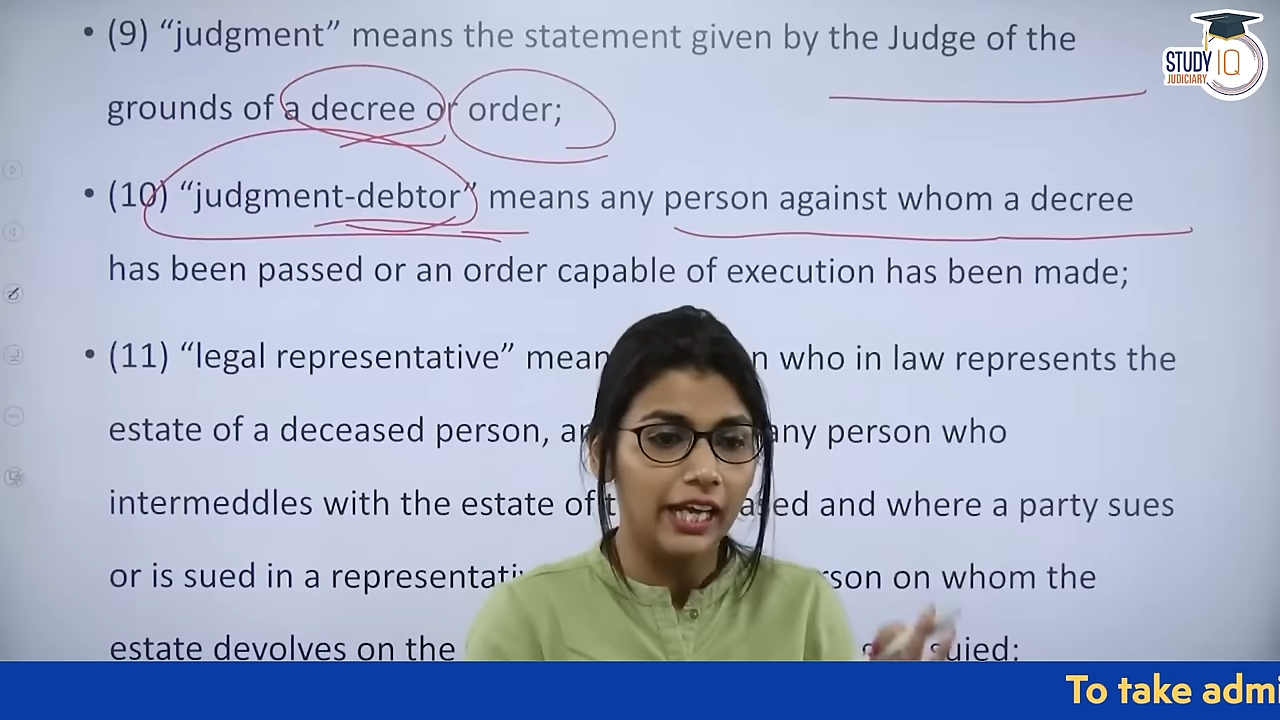 • (9) “judgment” means the statement given by the Judge of the
grounds of a decree or order;
• (10) “judgment-debtor” means any person against whom a decree
has been passed or an order capable of execution has been made;
• (11) “legal representative” mean n who in law represents the
estate of a deceased person, an any person who
intermeddles with the estate of t ased and where a party sues
or is sued in a representati rson on whom the
estate devolves on the suied:
STUDY IQ
JUDICIARY
To take admi